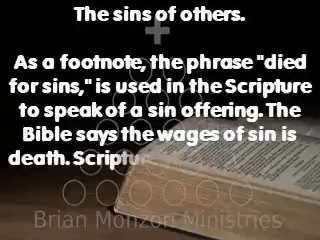 The sins of others.
As a footnote, the phrase "died
for sins," is used in the Scripture
to speak of a sin offering. The
Bible says the wages of sin is
death.
Brian Monzon Ministries